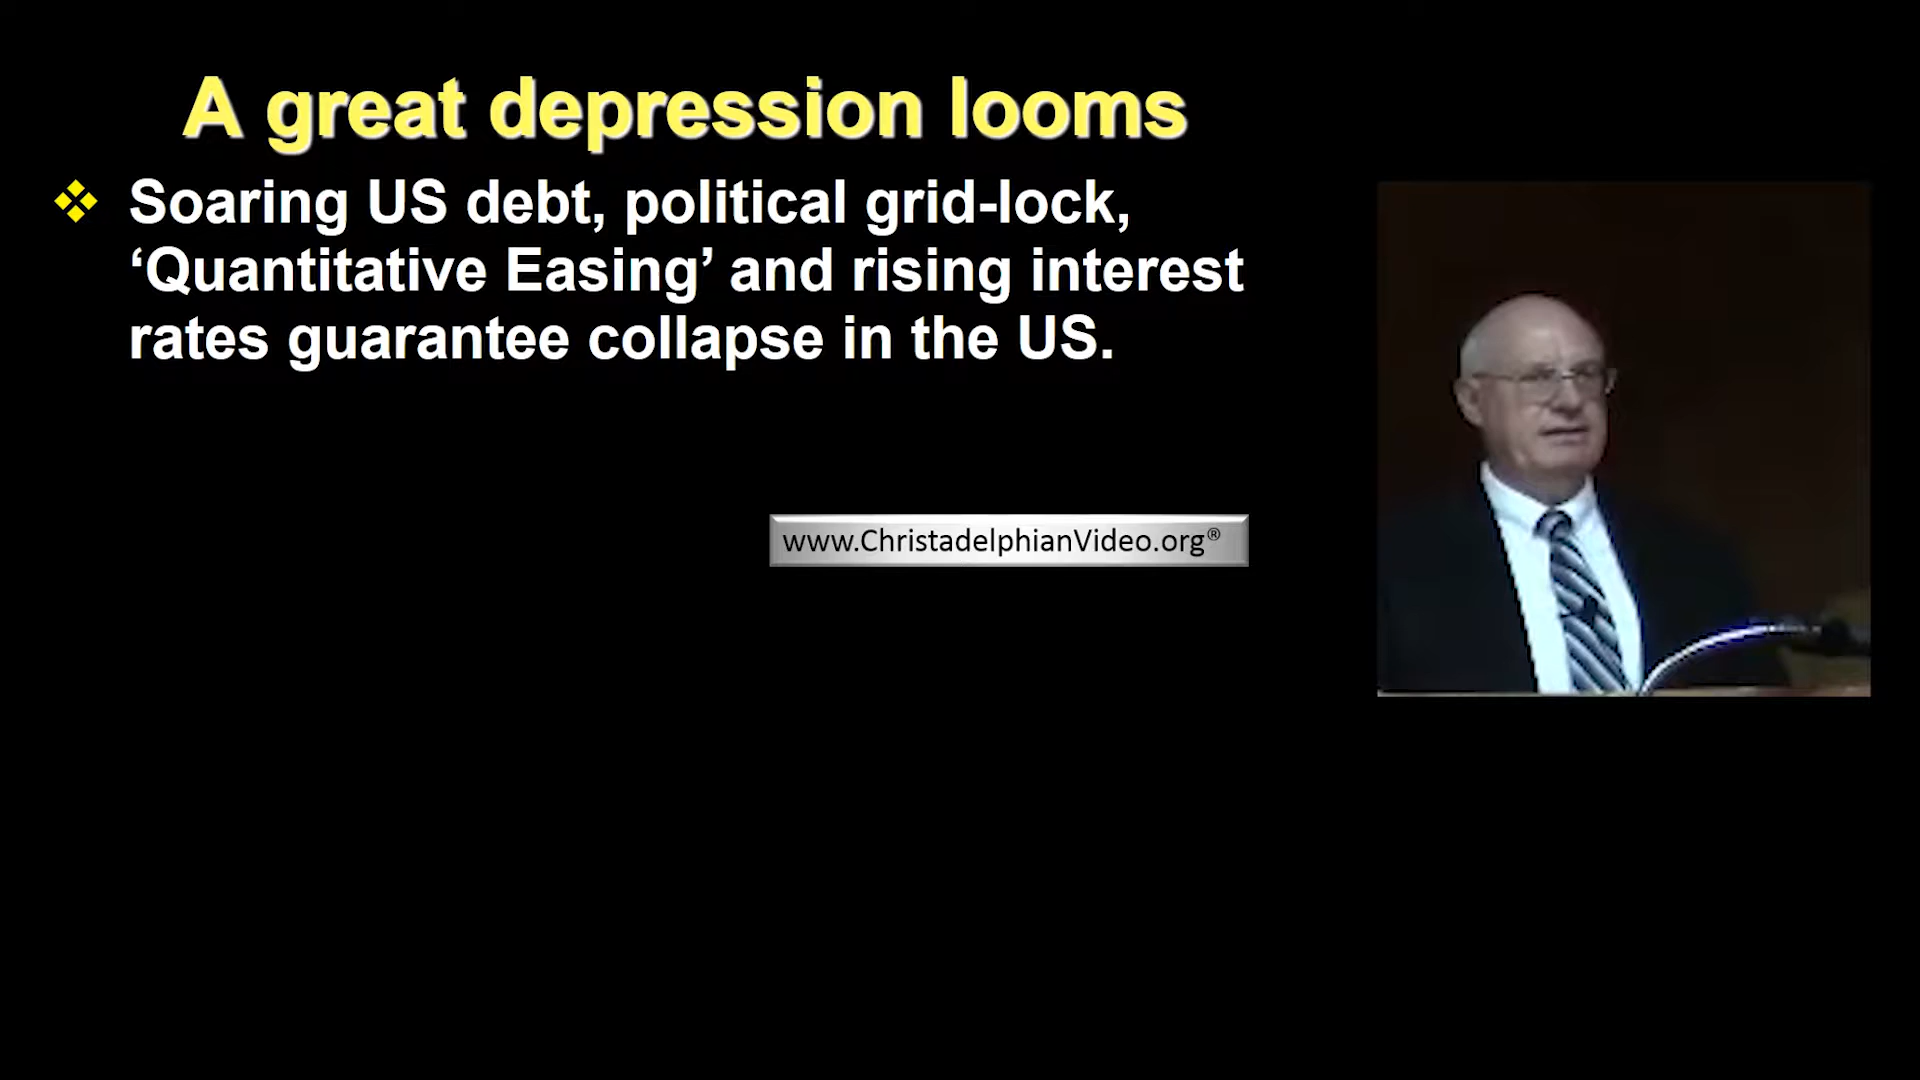 A great depression looms
Soaring US debt, political grid-lock,
‘Quantitative Easing’ and rising interest
rates guarantee collapse in the US.
www.ChristadelphianVideo.org®